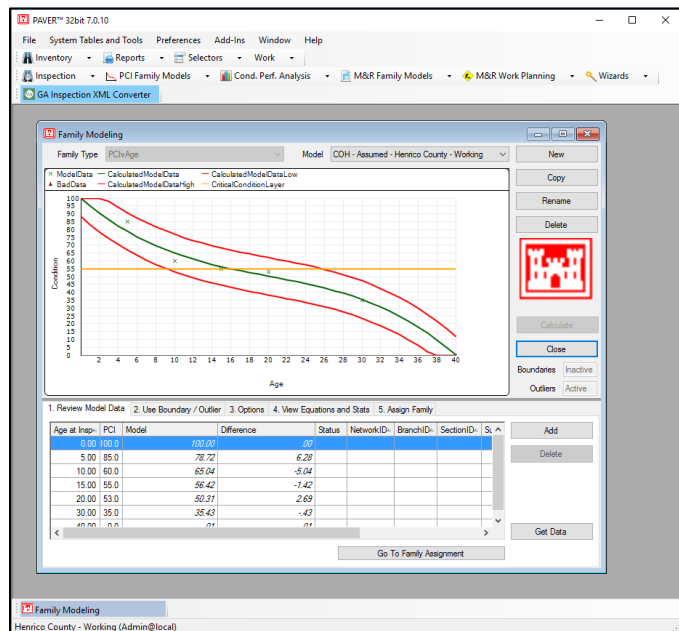 PAVER™ 32bit 7.0.10
File System Tables and Tools Preferences Add-Ins Window Help
Inventory Reports Selectors Work
Inspection PCI Family Models Cond. Perf. Analysis M&R Family Models M&R Work Planning Wizards
GA Inspection XML Converter
Family Modeling
Family Type PCIvAge Model COH - Assumed - Henrico County - Working New
ModelData CalculatedModelData CalculatedModelDataLow Copy
BadData CalculatedModelDataHigh CriticalConditionLayer
Rename
Delete
100
95
90
85
80
75
70
65
60
55
50
45
40
35
30
25
20
15
10
5
0
Condition
2 4 6 8 10 12 14 16 18 20 22 24 26 28 30 32 34 36 38 40
Age
Calculate
Close
Boundaries Inactive
Outliers Active
1. Review Model Data 2. Use Boundary / Outlier 3. Options 4. View Equations and Stats 5. Assign Family
Age at Insp PCI Model Difference Status NetworkID BranchID SectionID Su Add
0.00 100.0 100.00 .00
5.00 85.0 78.72 6.28 Delete
10.00 60.0 65.04 -5.04
15.00 55.0 56.42 -1.42
20.00 53.0 50.31 2.69
30.00 35.0 35.43 -.43
40.00 .0 .01 .01
Get Data
Go To Family Assignment
Family Modeling
Henrico County - Working (Admin@local)